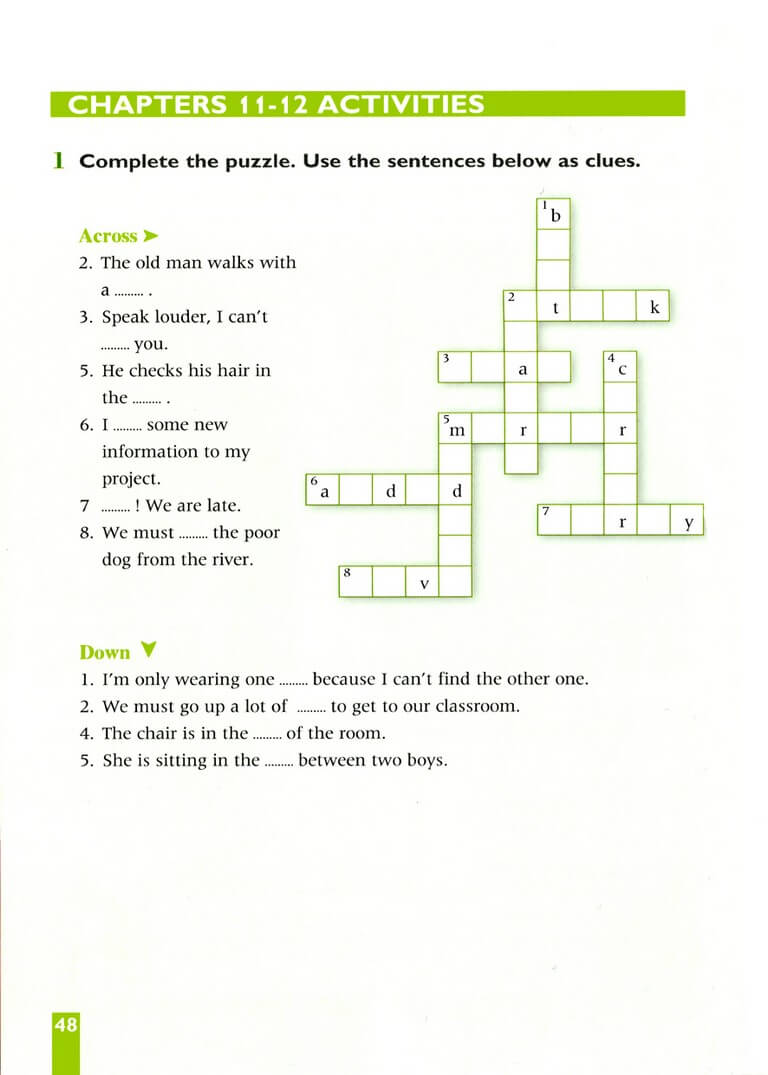 CHAPTERS 11-12 ACTIVITIES
1 Complete the puzzle. Use the sentences below as clues.
Across ➤
2. The old man walks with
a ......... .
3. Speak louder, I can't
......... you.
5. He checks his hair in
the ......... .
6. I ......... some new
information to my
project.
7 ......... ! We are late.
8. We must ......... the poor
dog from the river.
1 b
2 t k
3 a
4 c
5 m r r
6 a d d
7 r y
8 v
Down ▼
1. I'm only wearing one ......... because I can't find the other one.
2. We must go up a lot of ......... to get to our classroom.
4. The chair is in the ......... of the room.
5. She is sitting in the ......... between two boys.
48